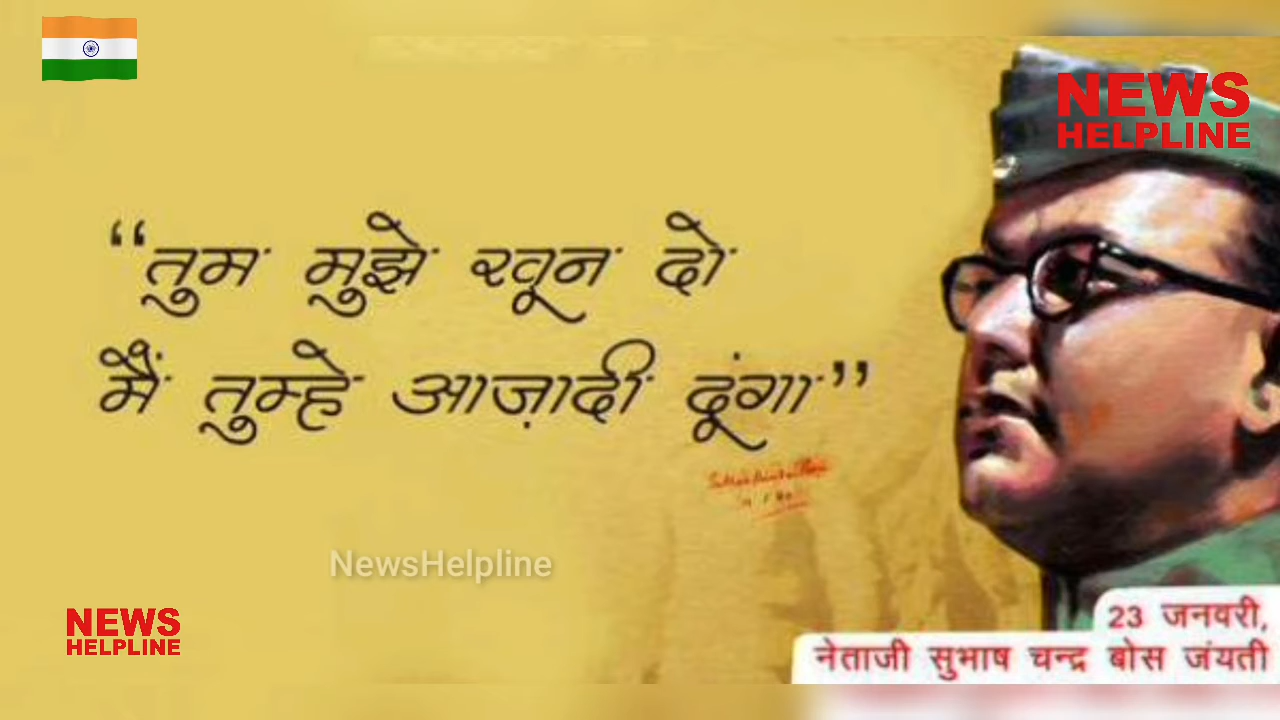 NEWS
HELPLINE
“तुम मुझे खून दो
मैं तुम्हे आज़ादी दूंगा”
NewsHelpline
NEWS
HELPLINE
23 जनवरी,
नेताजी सुभाष चन्द्र बोस जंयती